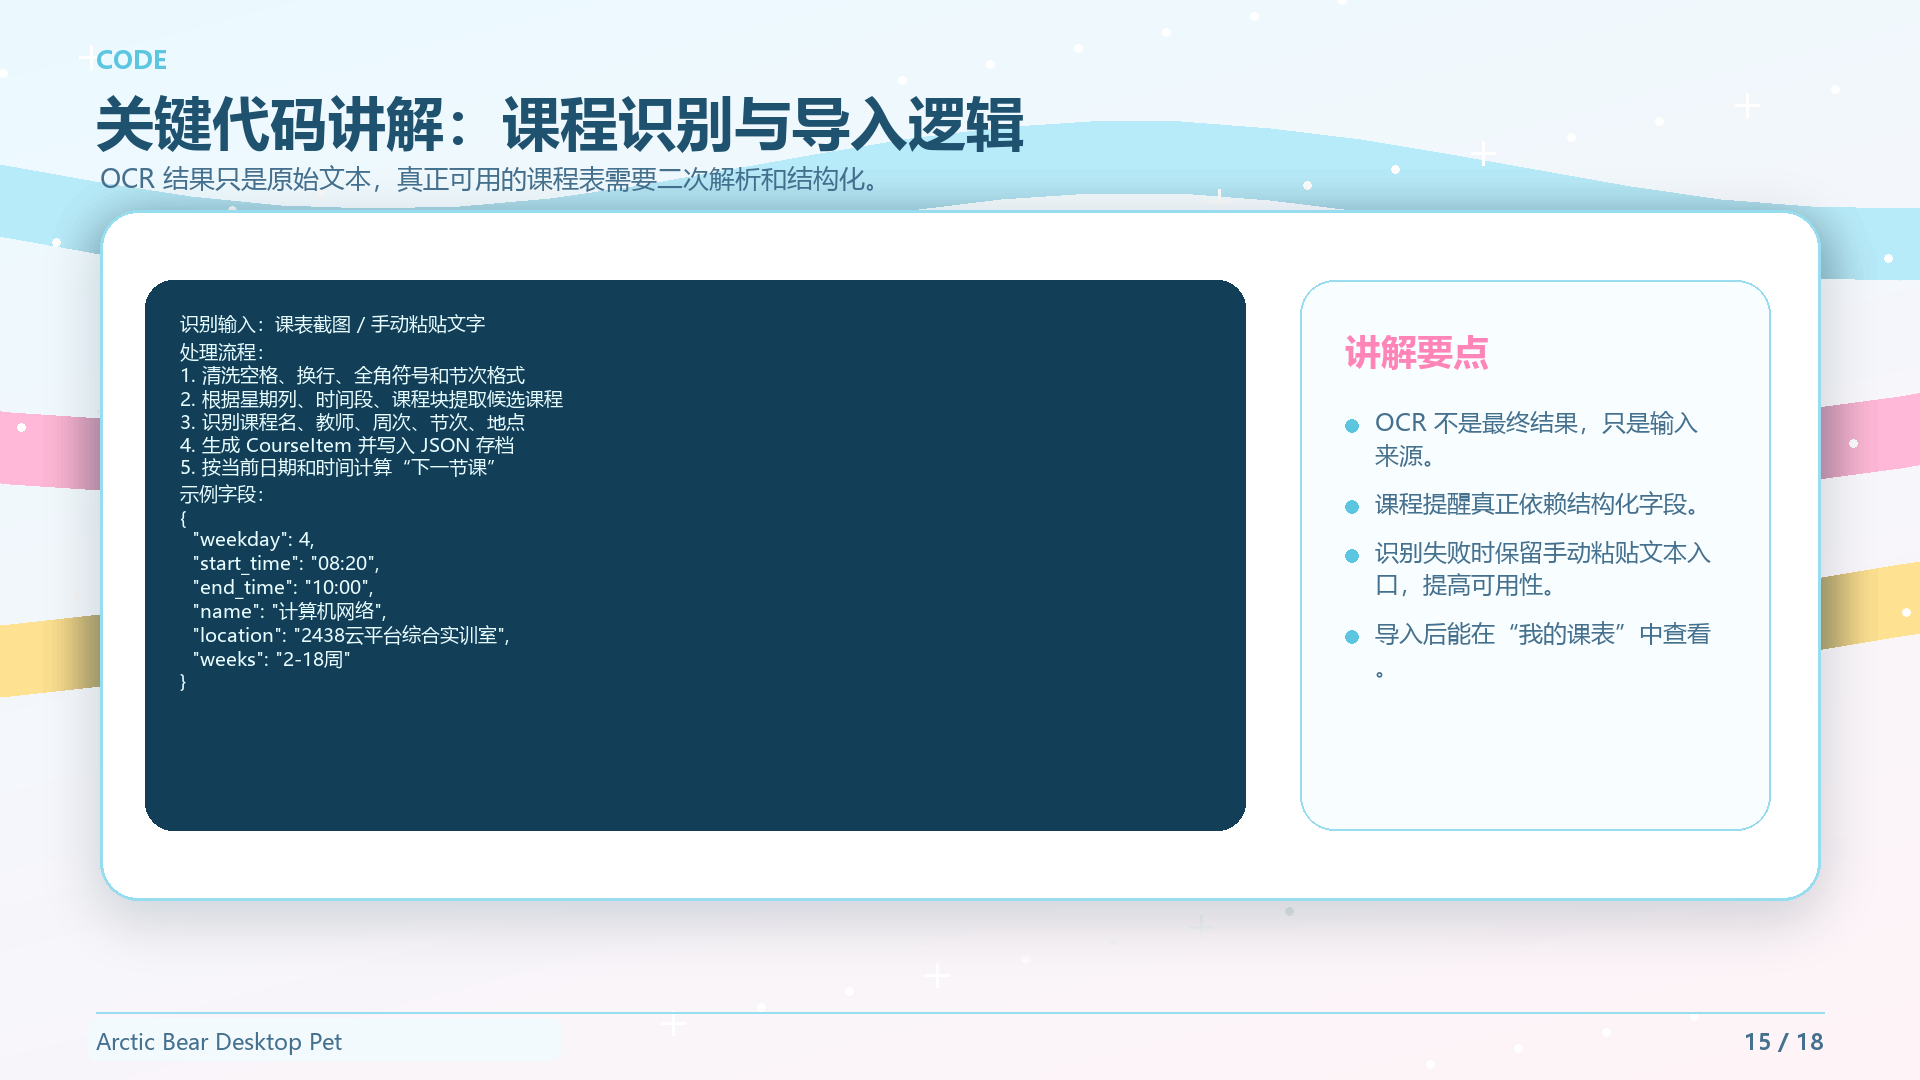 CODE
关键代码讲解：课程识别与导入逻辑
OCR 结果只是原始文本，真正可用的课程表需要二次解析和结构化。
识别输入：课表截图 / 手动粘贴文字
处理流程：
1. 清洗空格、换行、全角符号和节次格式
2. 根据星期列、时间段、课程块提取候选课程
3. 识别课程名、教师、周次、节次、地点
4. 生成 CourseItem 并写入 JSON 存档
5. 按当前日期和时间计算“下一节课”
示例字段：
{
"weekday": 4,
"start_time": "08:20",
"end_time": "10:00",
"name": "计算机网络",
"location": "2438云平台综合实训室",
"weeks": "2-18周"
}
讲解要点
OCR 不是最终结果，只是输入
来源。
课程提醒真正依赖结构化字段。
识别失败时保留手动粘贴文本入
口，提高可用性。
导入后能在“我的课表”中查看
。
Arctic Bear Desktop Pet
15 / 18